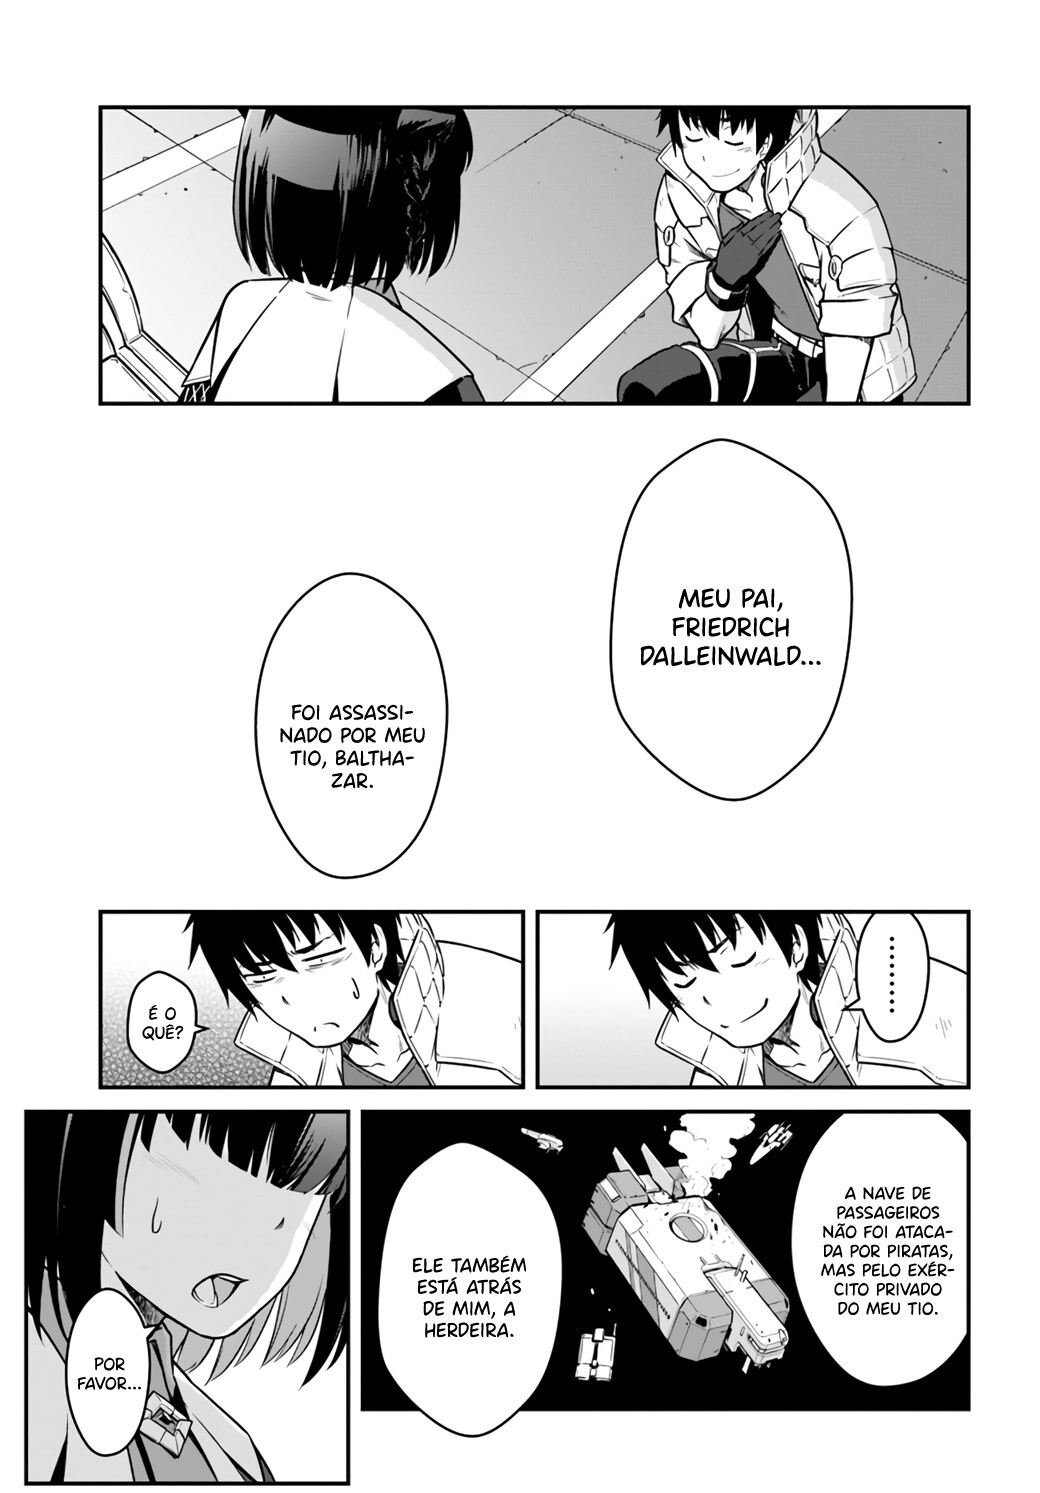 MEU PAI,
FRIEDRICH
DALLEINWALD...
FOI ASSASSI-
NADO POR MEU
TIO, BALTHA-
ZAR.
.........
É O
QUÊ?
A NAVE DE
PASSAGEIROS
NÃO FOI ATACA-
DA POR PIRATAS,
MAS PELO EXÉR-
CITO PRIVADO
DO MEU TIO.
ELE TAMBÉM
ESTÁ ATRÁS
DE MIM, A
HERDEIRA.
POR
FAVOR...